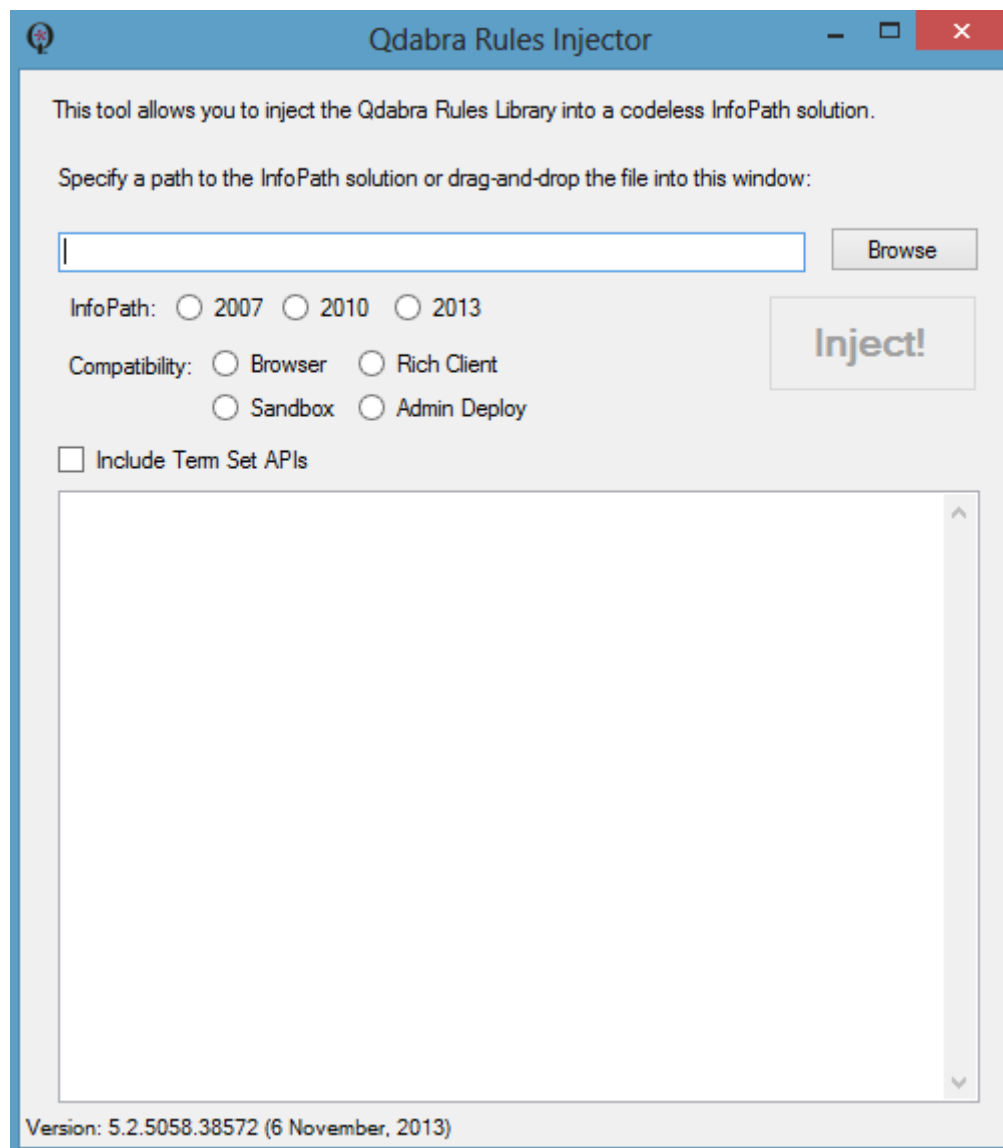 Qdabra Rules Injector
This tool allows you to inject the Qdabra Rules Library into a codeless InfoPath solution.
Specify a path to the InfoPath solution or drag-and-drop the file into this window:
Browse
InfoPath: 2007 2010 2013
Inject!
Compatibility: Browser Rich Client
Sandbox Admin Deploy
Include Term Set APIs
Version: 5.2.5058.38572 (6 November, 2013)